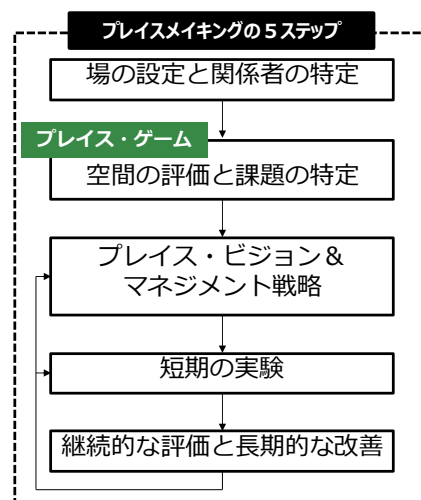 プレイスメイキングの5ステップ
場の設定と関係者の特定
プレイス・ゲーム
空間の評価と課題の特定
プレイス・ビジョン＆
マネジメント戦略
短期の実験
継続的な評価と長期的な改善